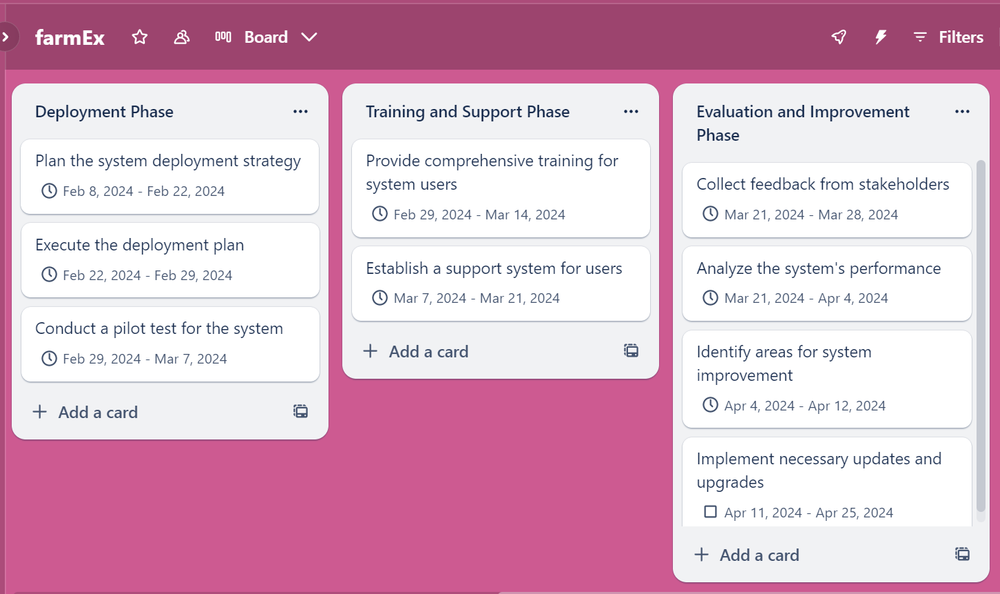 farmEx
Board
Filters
Deployment Phase
Plan the system deployment strategy
Feb 8, 2024 - Feb 22, 2024
Execute the deployment plan
Feb 22, 2024 - Feb 29, 2024
Conduct a pilot test for the system
Feb 29, 2024 - Mar 7, 2024
Add a card
Training and Support Phase
Provide comprehensive training for
system users
Feb 29, 2024 - Mar 14, 2024
Establish a support system for users
Mar 7, 2024 - Mar 21, 2024
Add a card
Evaluation and Improvement
Phase
Collect feedback from stakeholders
Mar 21, 2024 - Mar 28, 2024
Analyze the system's performance
Mar 21, 2024 - Apr 4, 2024
Identify areas for system
improvement
Apr 4, 2024 - Apr 12, 2024
Implement necessary updates and
upgrades
Apr 11, 2024 - Apr 25, 2024
Add a card